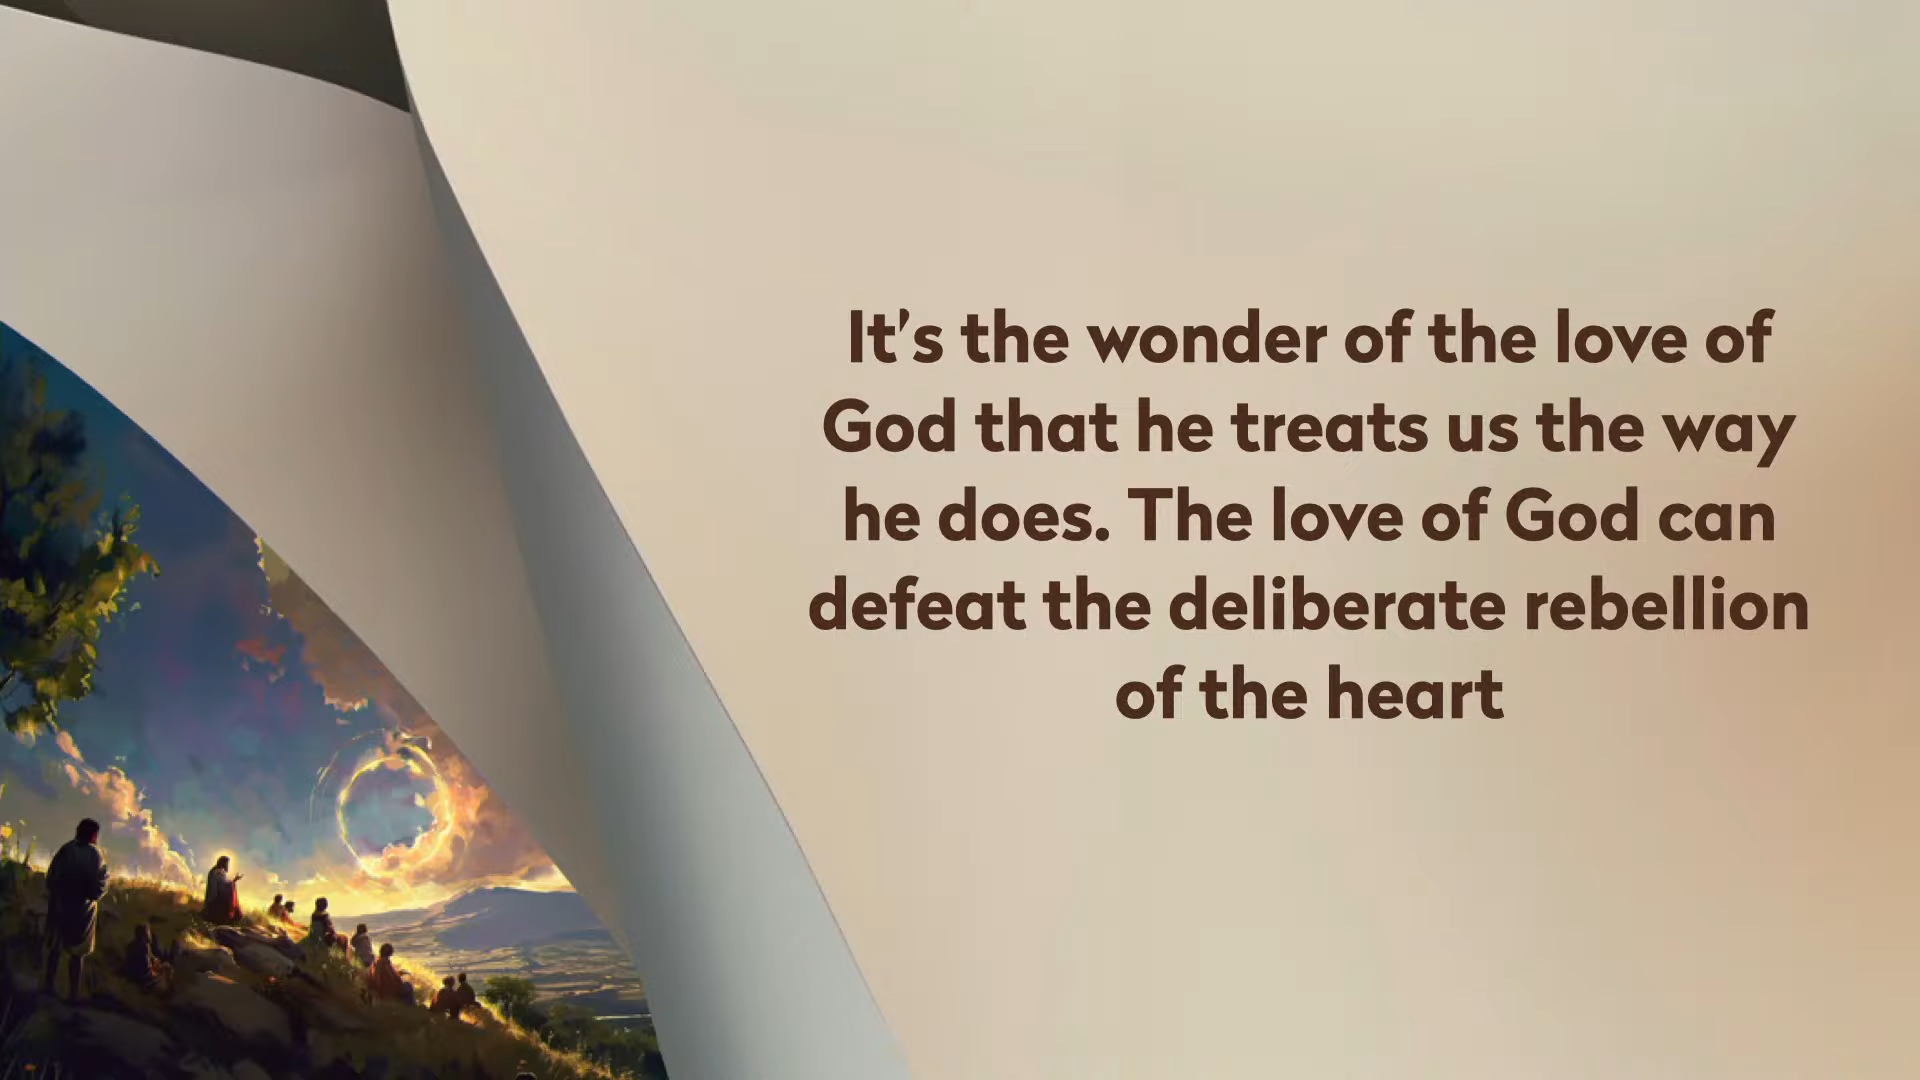 It’s the wonder of the love of
God that he treats us the way
he does. The love of God can
defeat the deliberate rebellion
of the heart